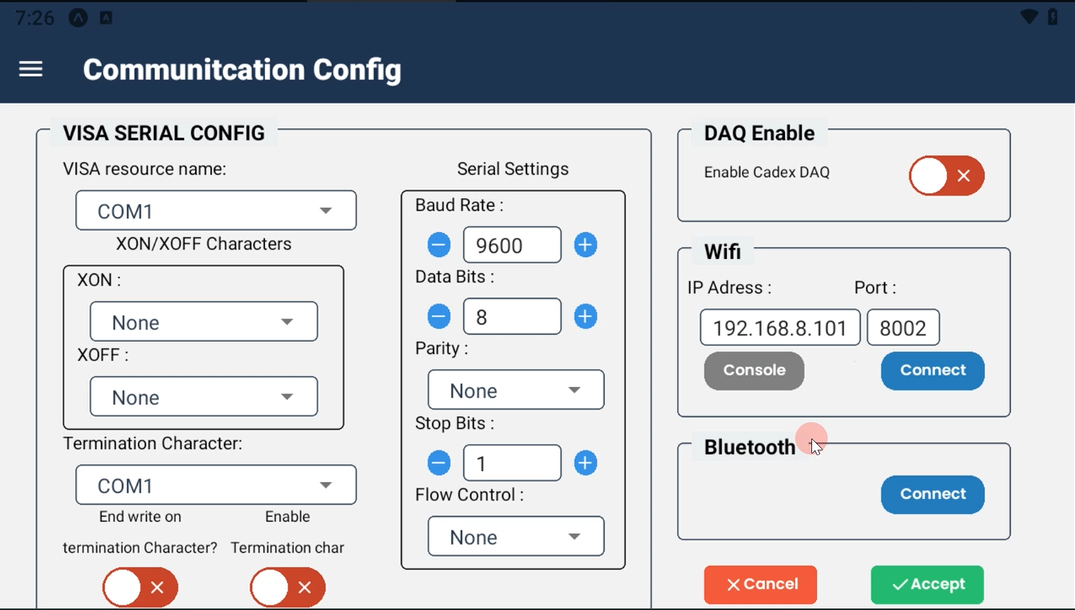 7:26
Communitcation Config
VISA SERIAL CONFIG
VISA resource name:
COM1
XON/XOFF Characters
XON :
None
XOFF :
None
Termination Character:
COM1
End write on
termination Character?
Enable
Termination char
Serial Settings
Baud Rate :
9600
Data Bits :
8
Parity :
None
Stop Bits :
1
Flow Control :
None
DAQ Enable
Enable Cadex DAQ
Wifi
IP Adress : Port :
192.168.8.101 8002
Console Connect
Bluetooth
Connect
Cancel Accept